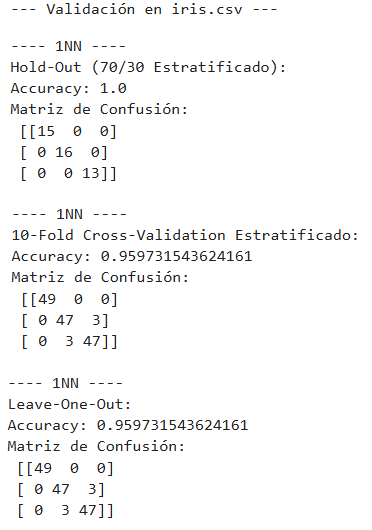 --- Validación en iris.csv ---
---- 1NN ----
Hold-Out (70/30 Estratificado):
Accuracy: 1.0
Matriz de Confusión:
[[15  0  0]
[ 0 16  0]
[ 0  0 13]]
---- 1NN ----
10-Fold Cross-Validation Estratificado:
Accuracy: 0.959731543624161
Matriz de Confusión:
[[49  0  0]
[ 0 47  3]
[ 0  3 47]]
---- 1NN ----
Leave-One-Out:
Accuracy: 0.959731543624161
Matriz de Confusión:
[[49  0  0]
[ 0 47  3]
[ 0  3 47]]